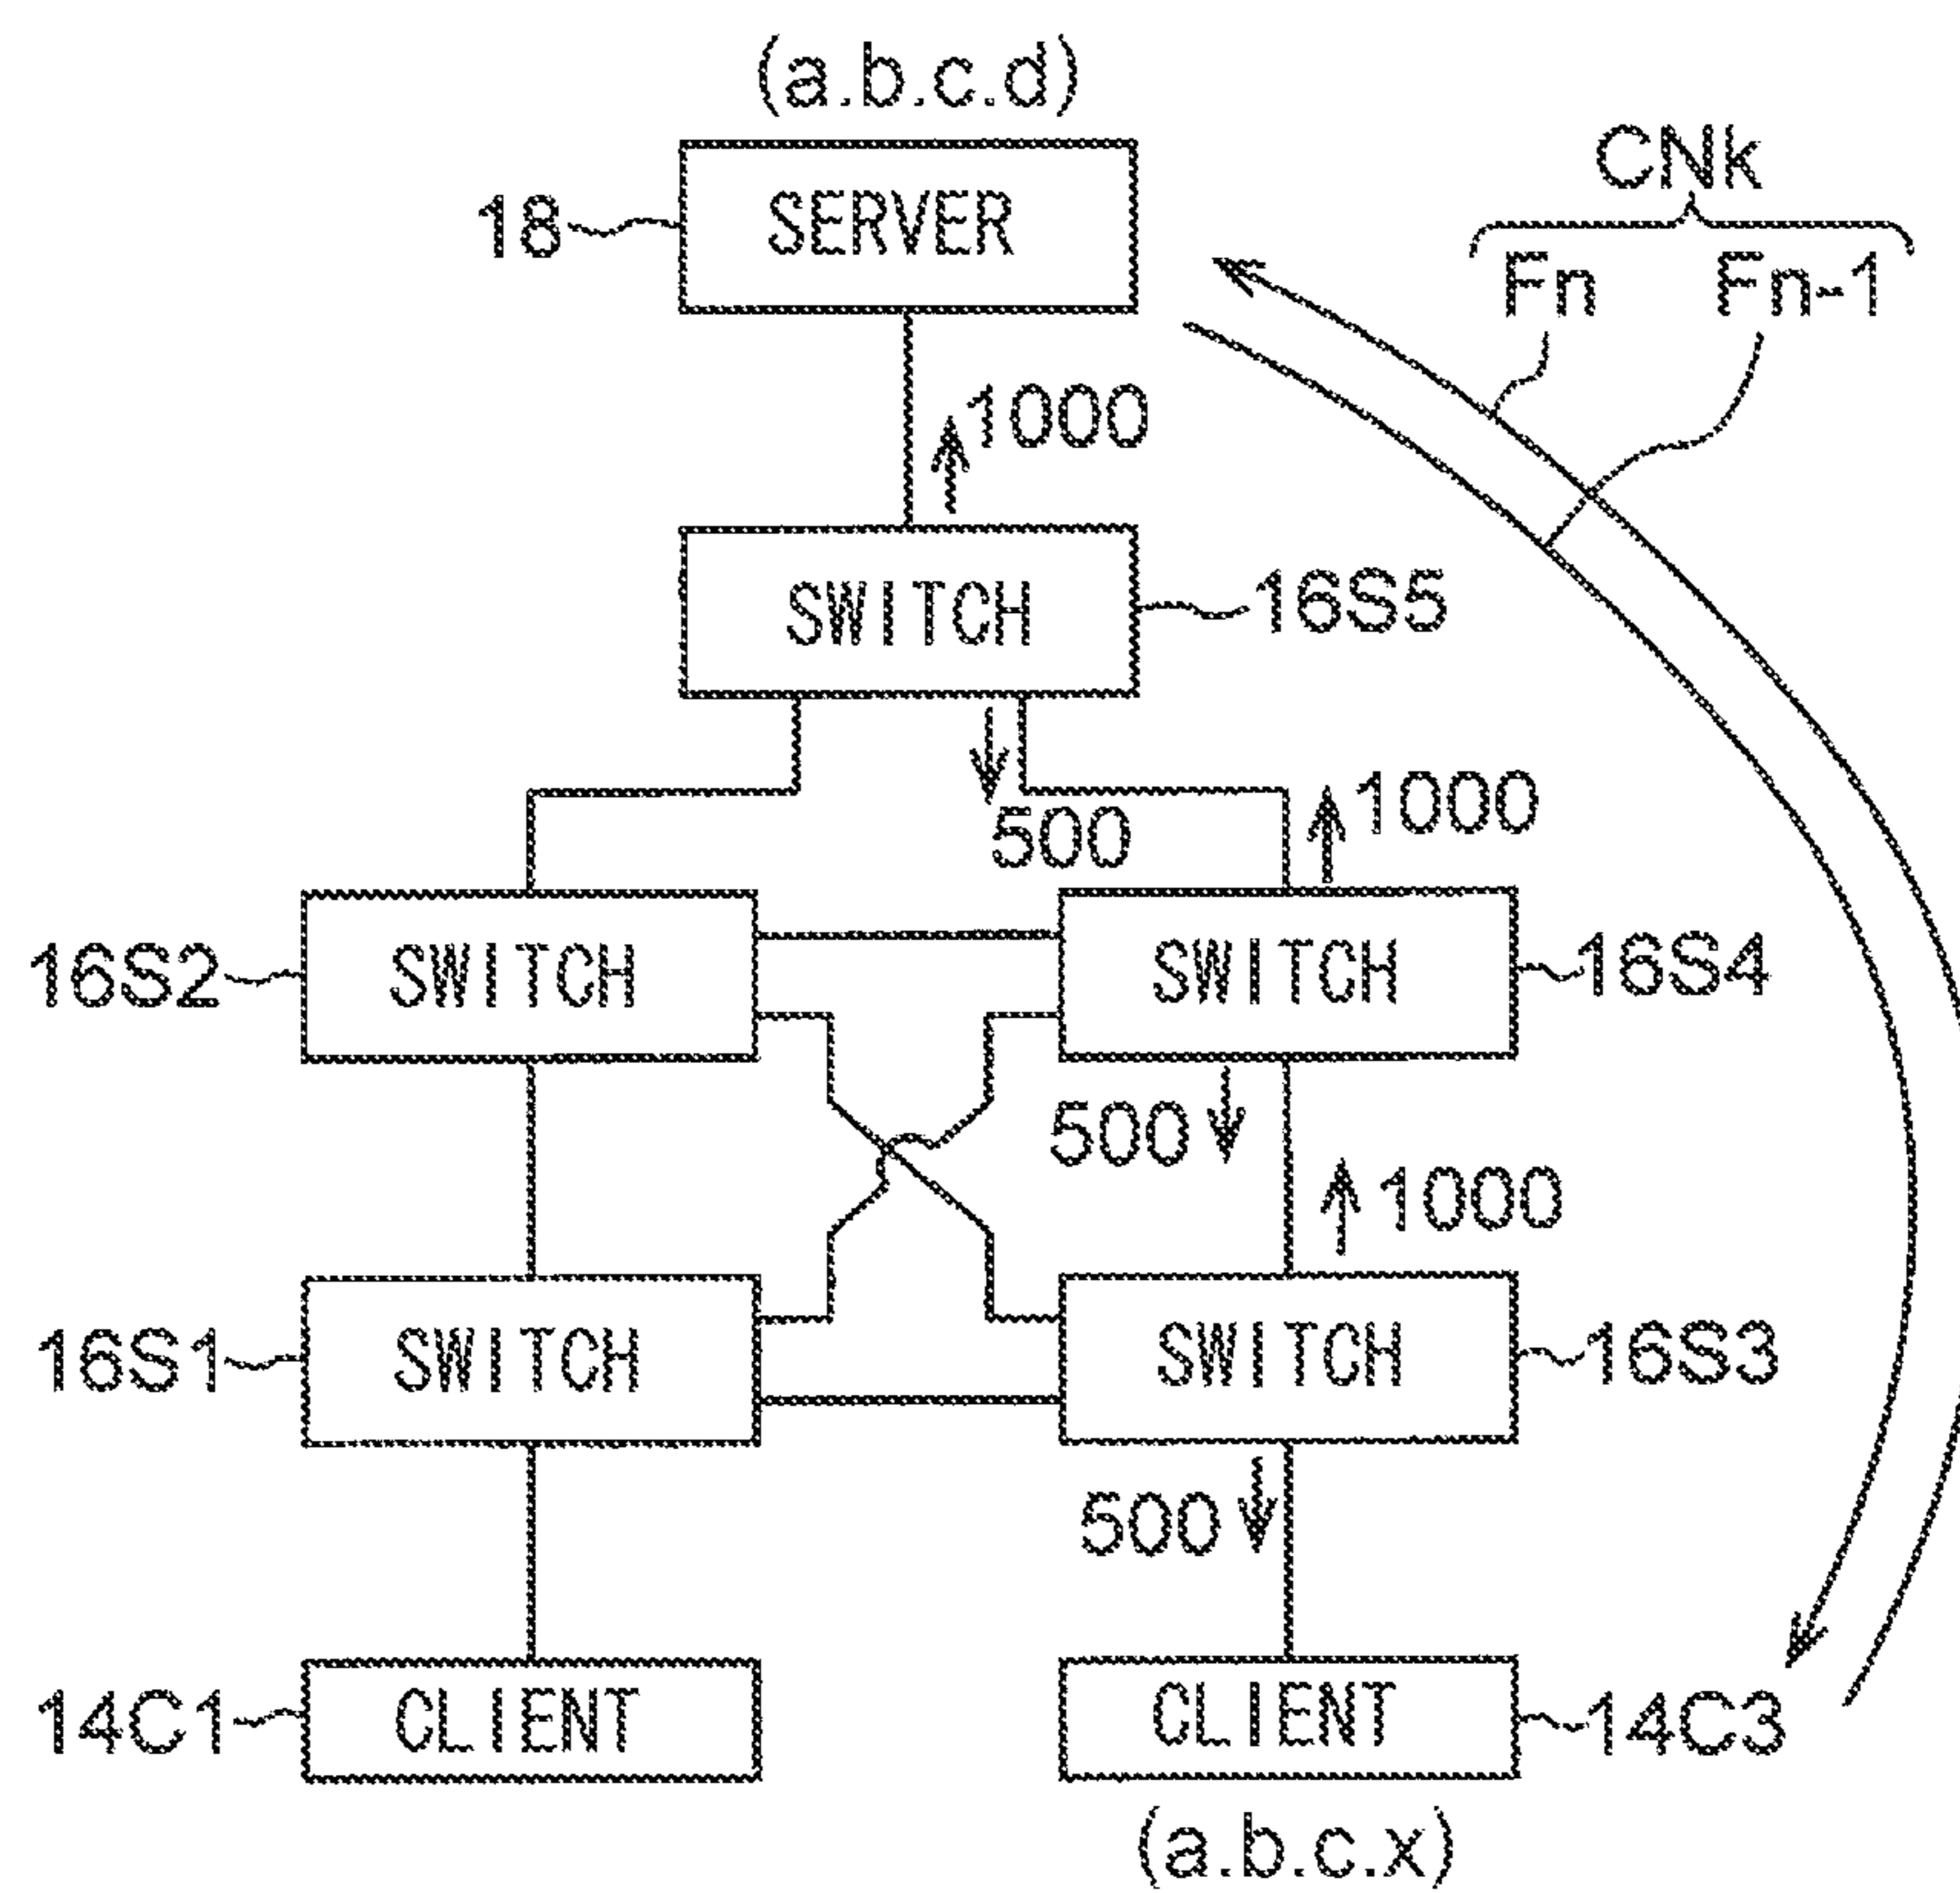 (a.b.c.d)
CNk
18
SERVER
Fn
Fn-1
1000
SWITCH
16S5
500
1000
16S2
SWITCH
SWITCH
16S4
500
1000
16S1
SWITCH
SWITCH
16S3
500
14C1
CLIENT
CLIENT
14C3
(a.b.c.x)